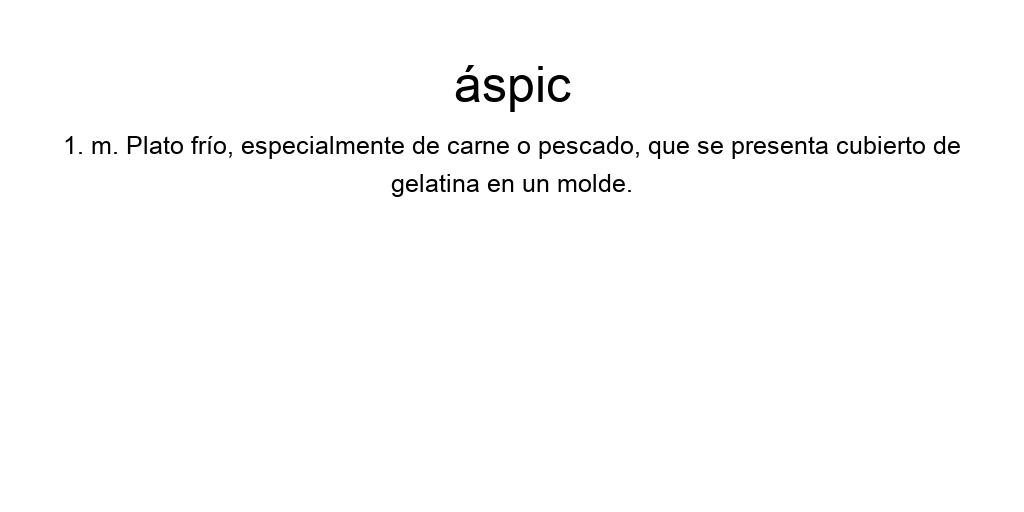 áspic
1. m. Plato frío, especialmente de carne o pescado, que se presenta cubierto de
gelatina en un molde.